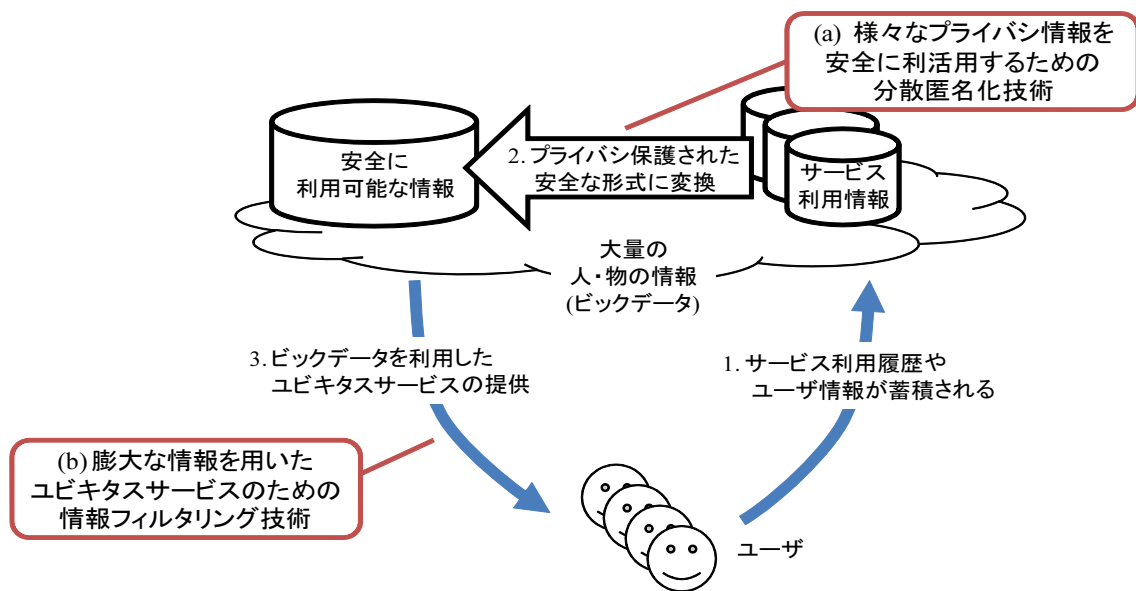 (a) 様々なプライバシ情報を
安全に利活用するための
分散匿名化技術
安全に
利用可能な情報
2. プライバシ保護された
安全な形式に変換
サービス
利用情報
大量の
人・物の情報
(ビックデータ)
3. ビックデータを利用した
ユビキタスサービスの提供
1. サービス利用履歴や
ユーザ情報が蓄積される
(b) 膨大な情報を用いた
ユビキタスサービスのための
情報フィルタリング技術
ユーザ